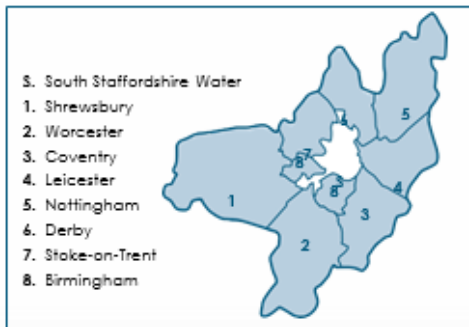 S. South Staffordshire Water
1. Shrewsbury
2. Worcester
3. Coventry
4. Leicester
5. Nottingham
6. Derby
7. Stoke-on-Trent
8. Birmingham
6
5
7
8
S
8
4
1
3
2